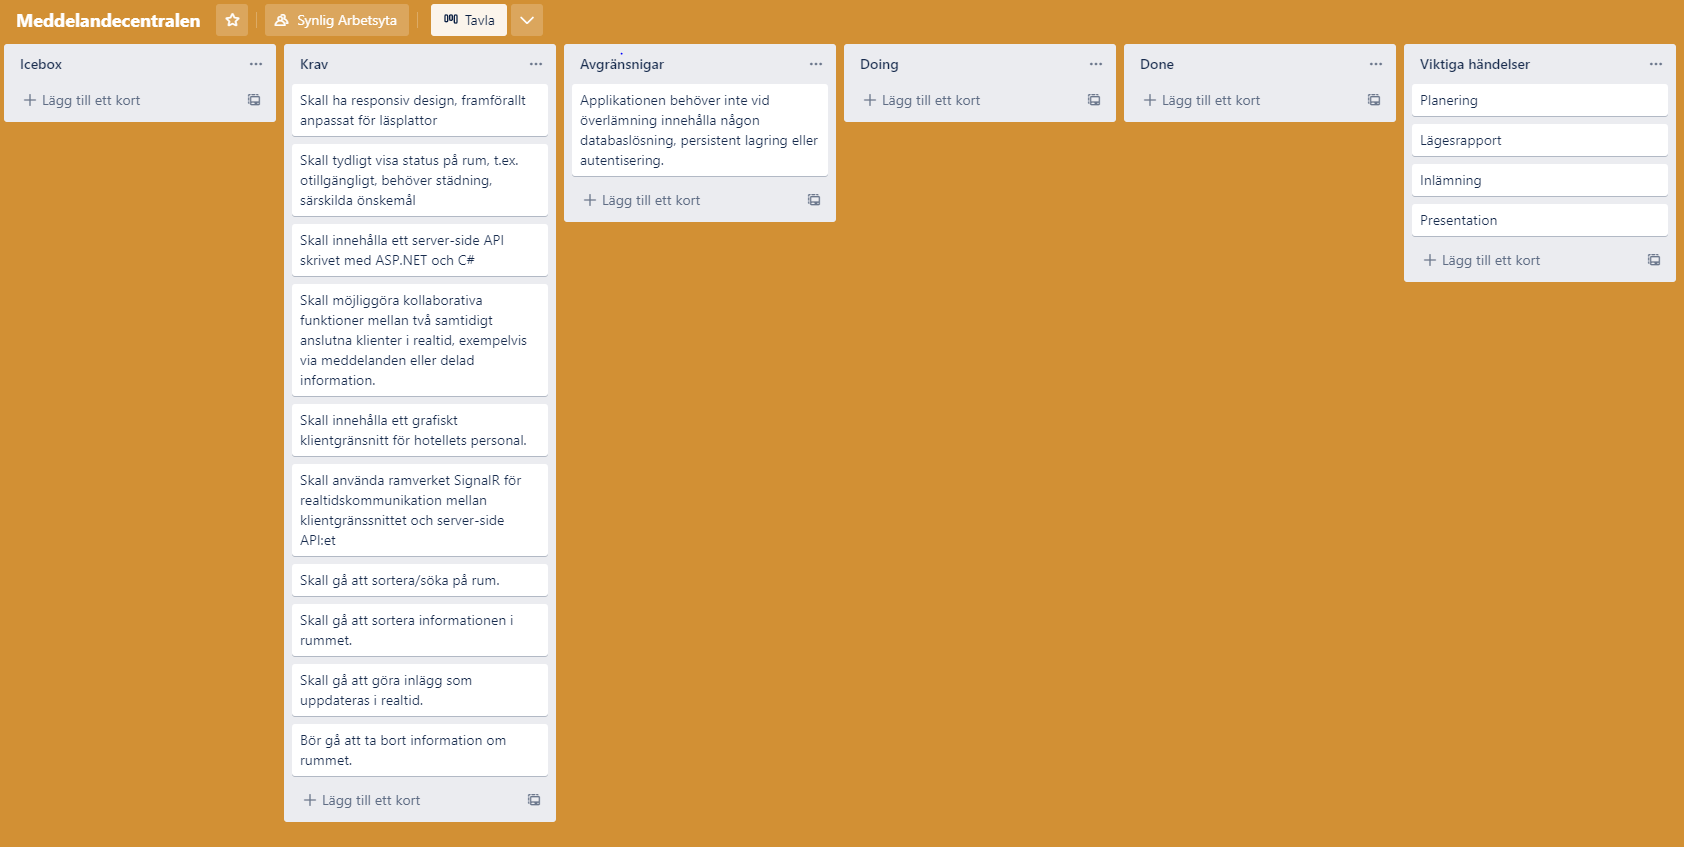 Meddelandecentralen
Synlig Arbetsyta
Tavla
Icebox
Lägg till ett kort
Krav
Skall ha responsiv design, framförallt
anpassat för läsplattor
Skall tydligt visa status på rum, t.ex.
otillgängligt, behöver städning,
särskilda önskemål
Skall innehålla ett server-side API
skrivet med ASP.NET och C#
Skall möjliggöra kollaborativa
funktioner mellan två samtidigt
anslutna klienter i realtid, exempelvis
via meddelanden eller delad
information.
Skall innehålla ett grafiskt
klientgränsnitt för hotellets personal.
Skall använda ramverket SignalR för
realtidskommunikation mellan
klientgränssnittet och server-side
API:et
Skall gå att sortera/söka på rum.
Skall gå att sortera informationen i
rummet.
Skall gå att göra inlägg som
uppdateras i realtid.
Bör gå att ta bort information om
rummet.
Lägg till ett kort
Avgränsnigar
Applikationen behöver inte vid
överlämning innehålla någon
databaslösning, persistent lagring eller
autentisering.
Lägg till ett kort
Doing
Lägg till ett kort
Done
Lägg till ett kort
Viktiga händelser
Planering
Lägesrapport
Inlämning
Presentation
Lägg till ett kort